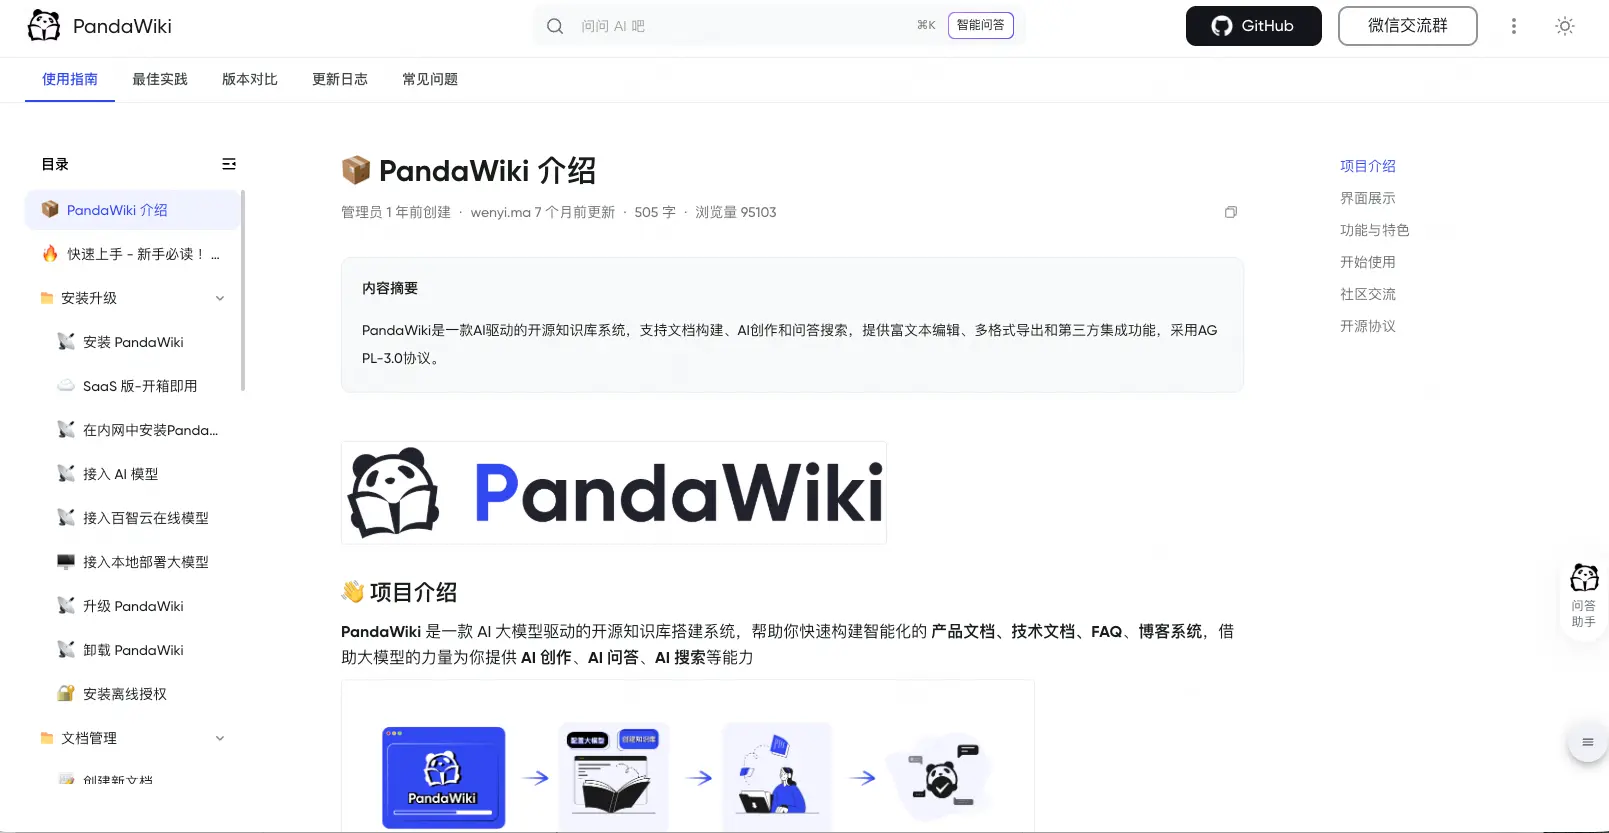 PandaWiki
问问 AI 吧
⌘K
智能问答
GitHub
微信交流群
使用指南
最佳实践
版本对比
更新日志
常见问题
目录
📦 PandaWiki 介绍
🔥 快速上手 - 新手必读！...
安装升级
安装 PandaWiki
SaaS 版-开箱即用
在内网中安装Panda...
接入 AI 模型
接入百智云在线模型
接入本地部署大模型
升级 PandaWiki
卸载 PandaWiki
安装离线授权
文档管理
创建新文档
📦 PandaWiki 介绍
管理员 1 年前创建 · wenyi.ma 7 个月前更新 · 505 字 · 浏览量 95103
内容摘要
PandaWiki是一款AI驱动的开源知识库系统，支持文档构建、AI创作和问答搜索，提供富文本编辑、多格式导出和第三方集成功能，采用AG
PL-3.0协议。
PandaWiki
👋 项目介绍
PandaWiki 是一款 AI 大模型驱动的开源知识库搭建系统，帮助你快速构建智能化的 产品文档、技术文档、FAQ、博客系统，借
助大模型的力量为你提供 AI 创作、AI 问答、AI 搜索等能力
PandaWiki
配置大模型
创建知识库
项目介绍
界面展示
功能与特色
开始使用
社区交流
开源协议
问答
助手